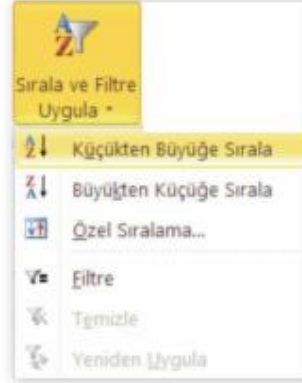 Sırala ve Filtre
Uygula
Küçükten Büyüğe Sırala
Büyükten Küçüğe Sırala
Özel Sıralama...
Filtre
Temizle
Yeniden Uygula